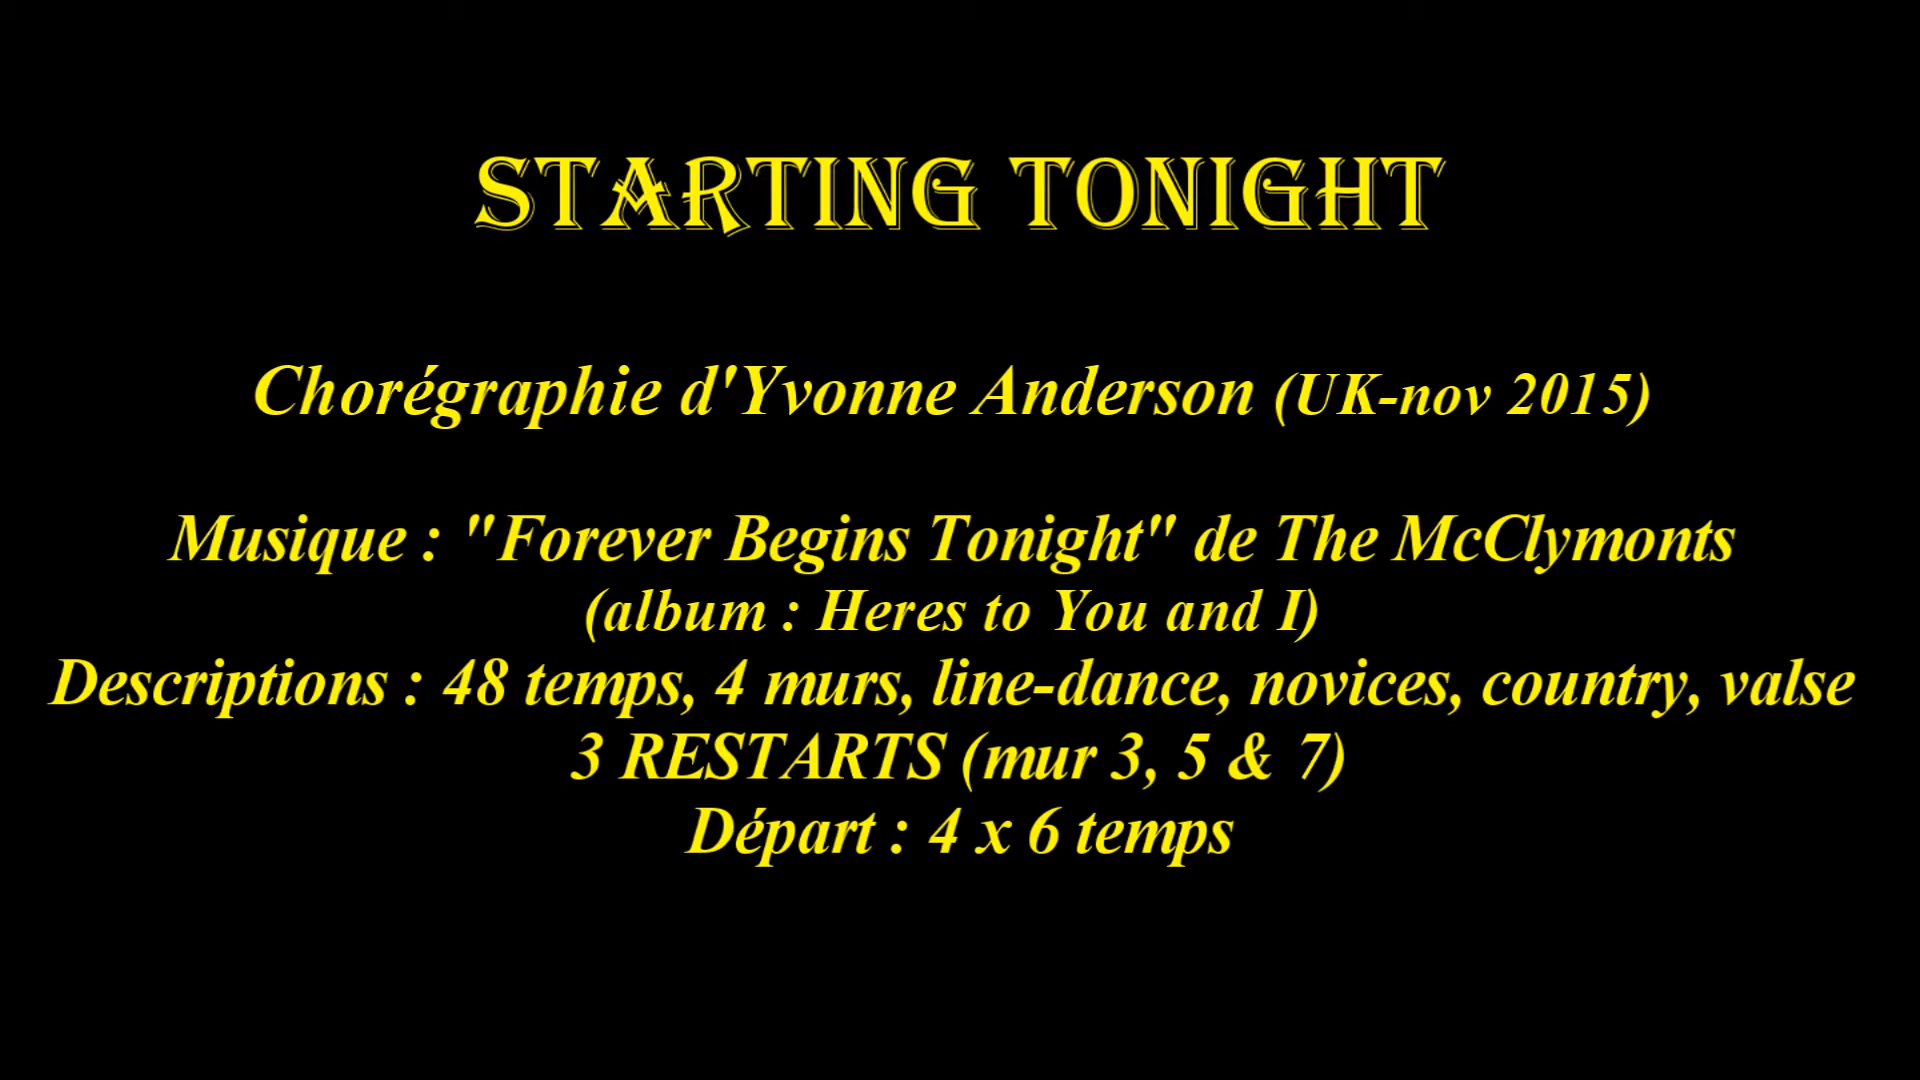 STARTING TONIGHT
Chorégraphie d'Yvonne Anderson (UK-nov 2015)
Musique : "Forever Begins Tonight" de The McClymonts
(album : Heres to You and I)
Descriptions : 48 temps, 4 murs, line-dance, novices, country, valse
3 RESTARTS (mur 3, 5 & 7)
Départ : 4 x 6 temps